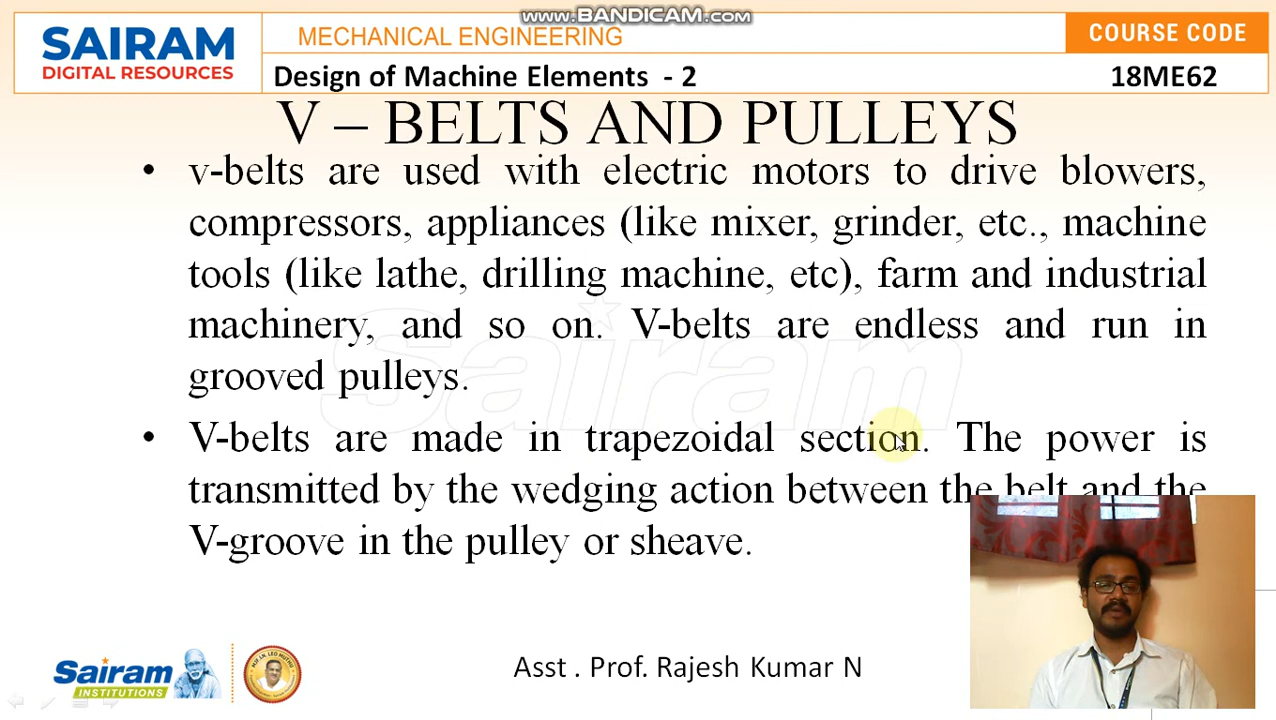 www.BANDICAM.com
SAIRAM
DIGITAL RESOURCES
MECHANICAL ENGINEERING
COURSE CODE
Design of Machine Elements - 2
18ME62
V – BELTS AND PULLEYS
• v-belts are used with electric motors to drive blowers,
compressors, appliances (like mixer, grinder, etc., machine
tools (like lathe, drilling machine, etc), farm and industrial
machinery, and so on. V-belts are endless and run in
grooved pulleys.
• V-belts are made in trapezoidal section. The power is
transmitted by the wedging action between the belt and the
V-groove in the pulley or sheave.
Sairam
Sairam
INSTITUTIONS
Asst . Prof. Rajesh Kumar N